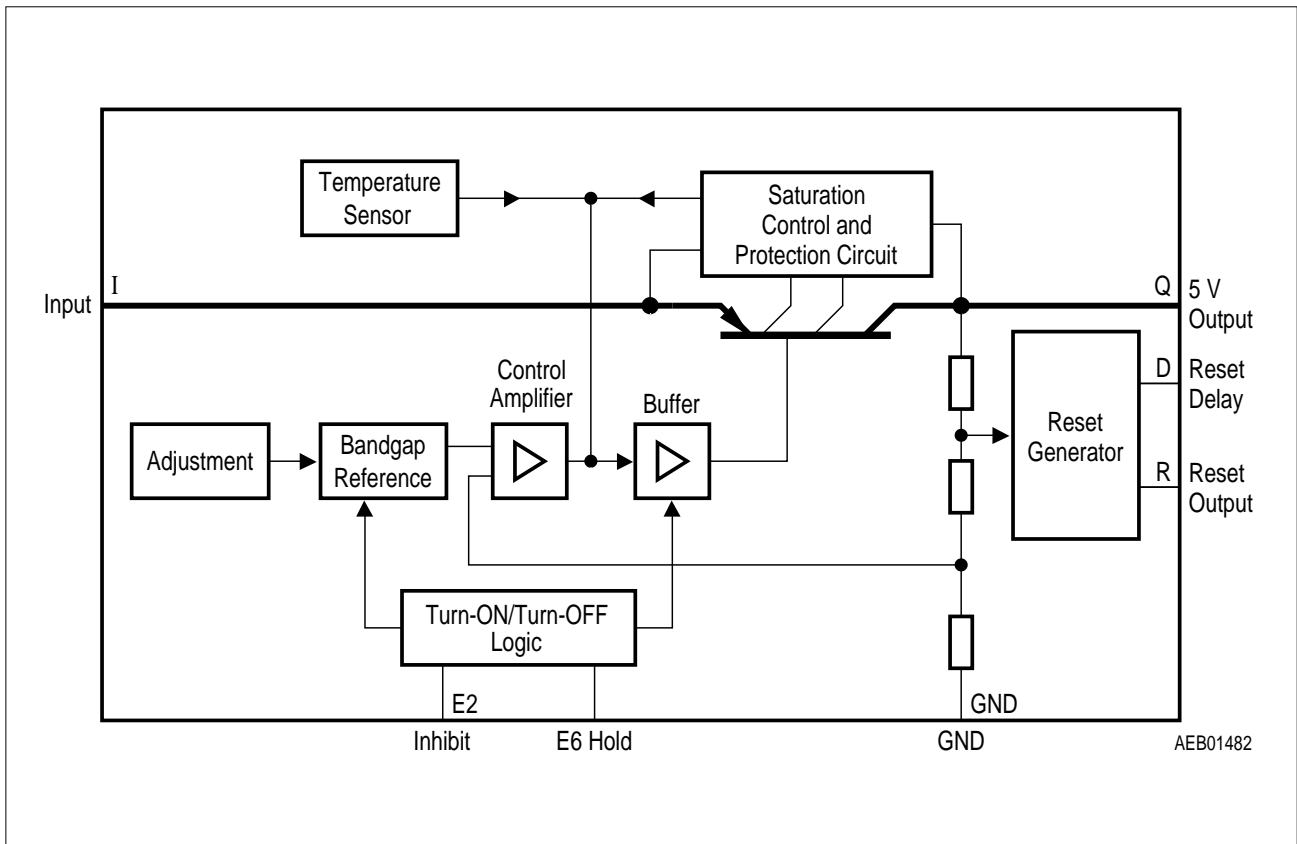 Temperature
Sensor
Saturation
Control and
Protection Circuit
Input
I
Q
5 V
Output
Control
Amplifier
Buffer
D
Reset
Delay
Adjustment
Bandgap
Reference
Reset
Generator
R
Reset
Output
Turn-ON/Turn-OFF
Logic
E2
GND
Inhibit
E6 Hold
GND
AEB01482